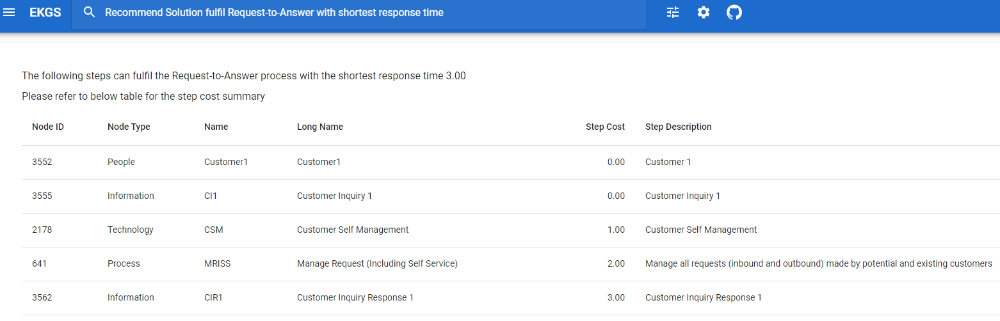 EKGS Recommend Solution fulfil Request-to-Answer with shortest response time
The following steps can fulfil the Request-to-Answer process with the shortest response time 3.00
Please refer to below table for the step cost summary
Node ID Node Type Name Long Name Step Cost Step Description
3552 People Customer1 Customer1 0.00 Customer 1
3555 Information CI1 Customer Inquiry 1 0.00 Customer Inquiry 1
2178 Technology CSM Customer Self Management 1.00 Customer Self Management
641 Process MRISS Manage Request (Including Self Service) 2.00 Manage all requests (inbound and outbound) made by potential and existing customers
3562 Information CIR1 Customer Inquiry Response 1 3.00 Customer Inquiry Response 1